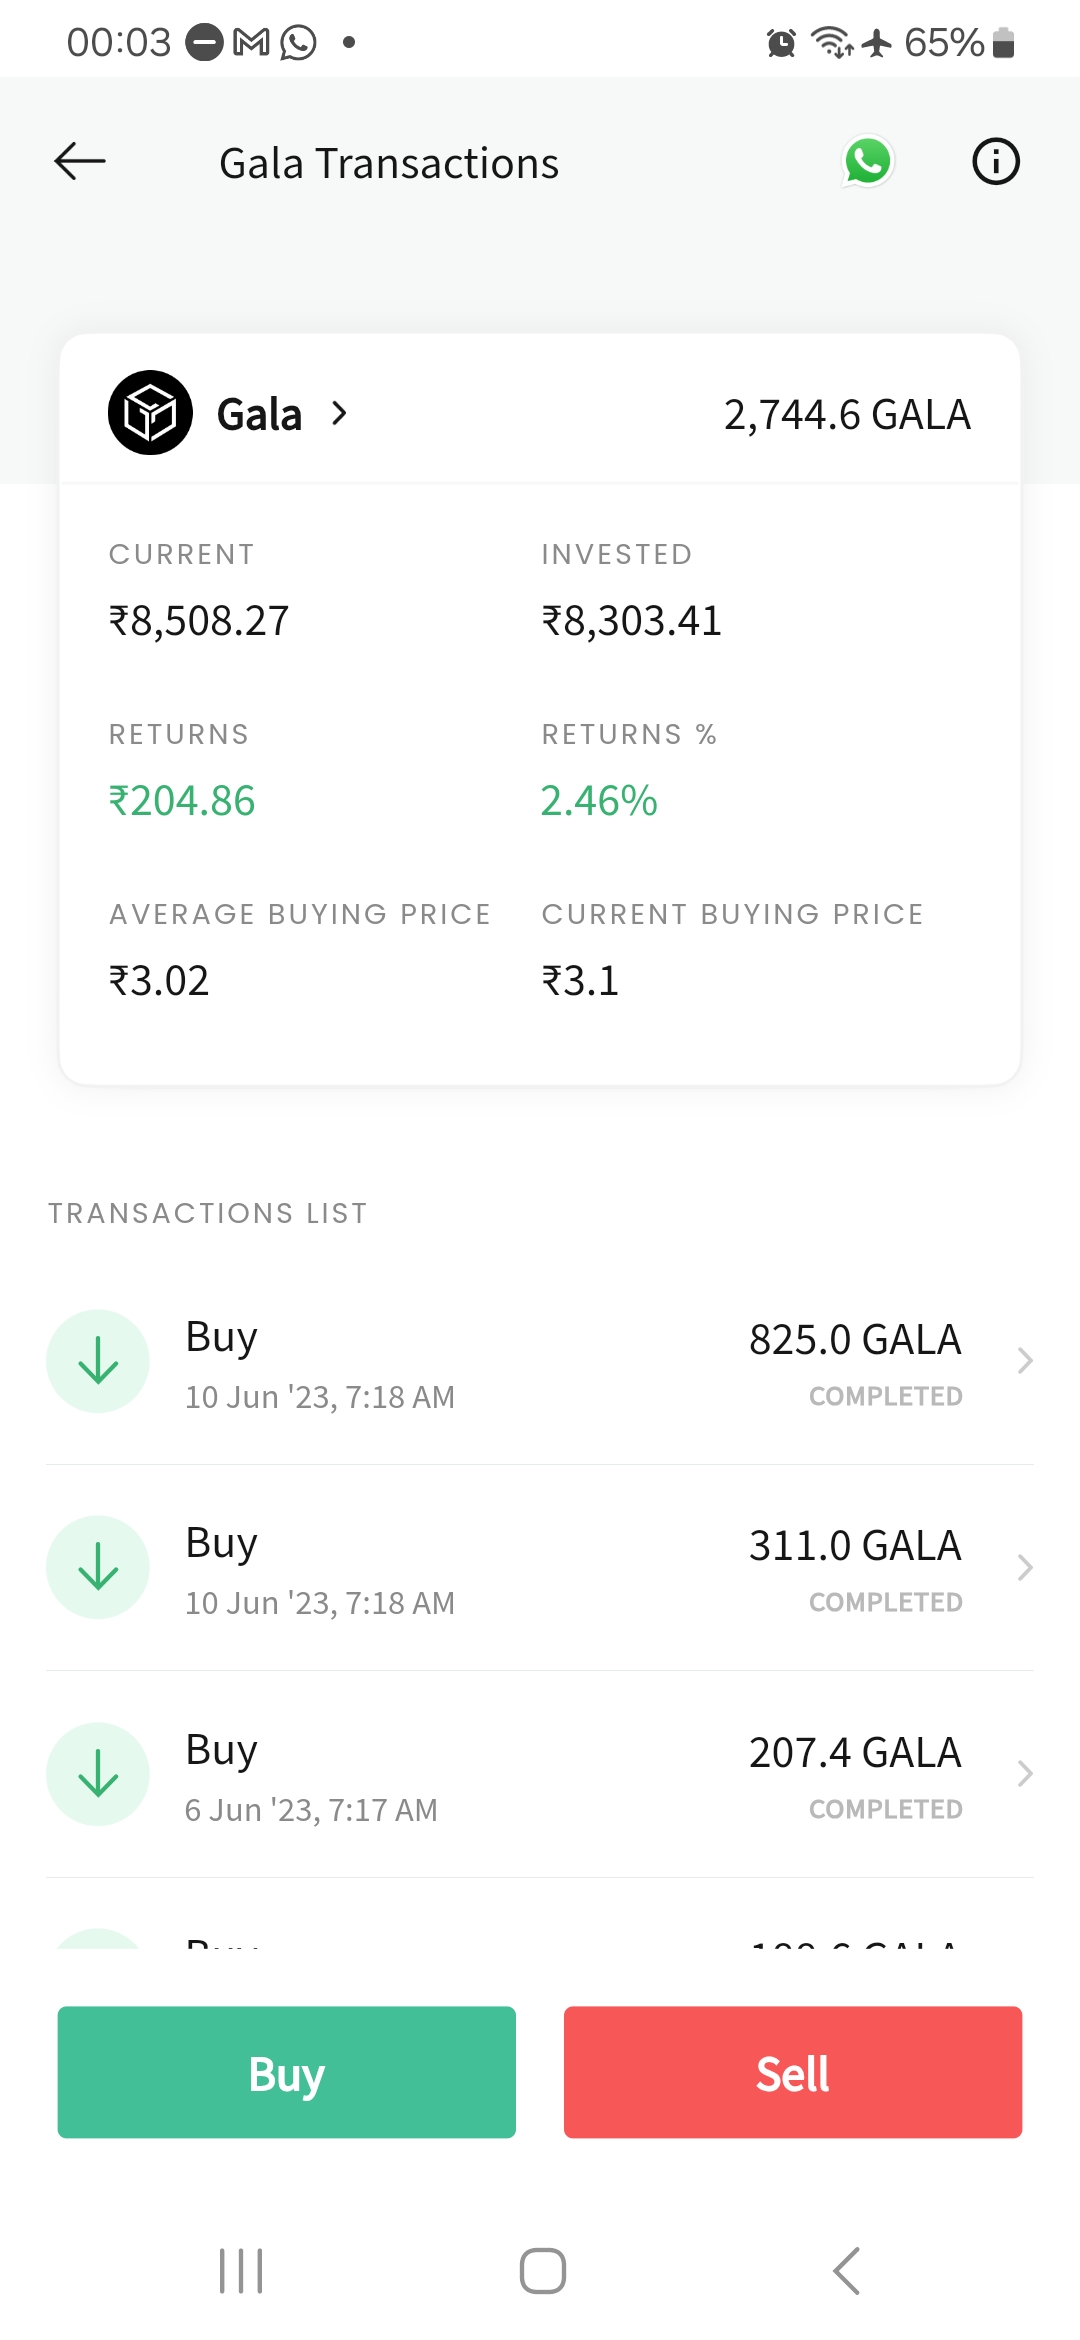 00:03
65%
Gala Transactions
Gala
2,744.6 GALA
CURRENT
INVESTED
₹8,508.27
₹8,303.41
RETURNS
RETURNS %
₹204.86
2.46%
AVERAGE BUYING PRICE
CURRENT BUYING PRICE
₹3.02
₹3.1
TRANSACTIONS LIST
Buy
825.0 GALA
10 Jun '23, 7:18 AM
COMPLETED
Buy
311.0 GALA
10 Jun '23, 7:18 AM
COMPLETED
Buy
207.4 GALA
6 Jun '23, 7:17 AM
COMPLETED
Buy
GALA
Buy
Sell